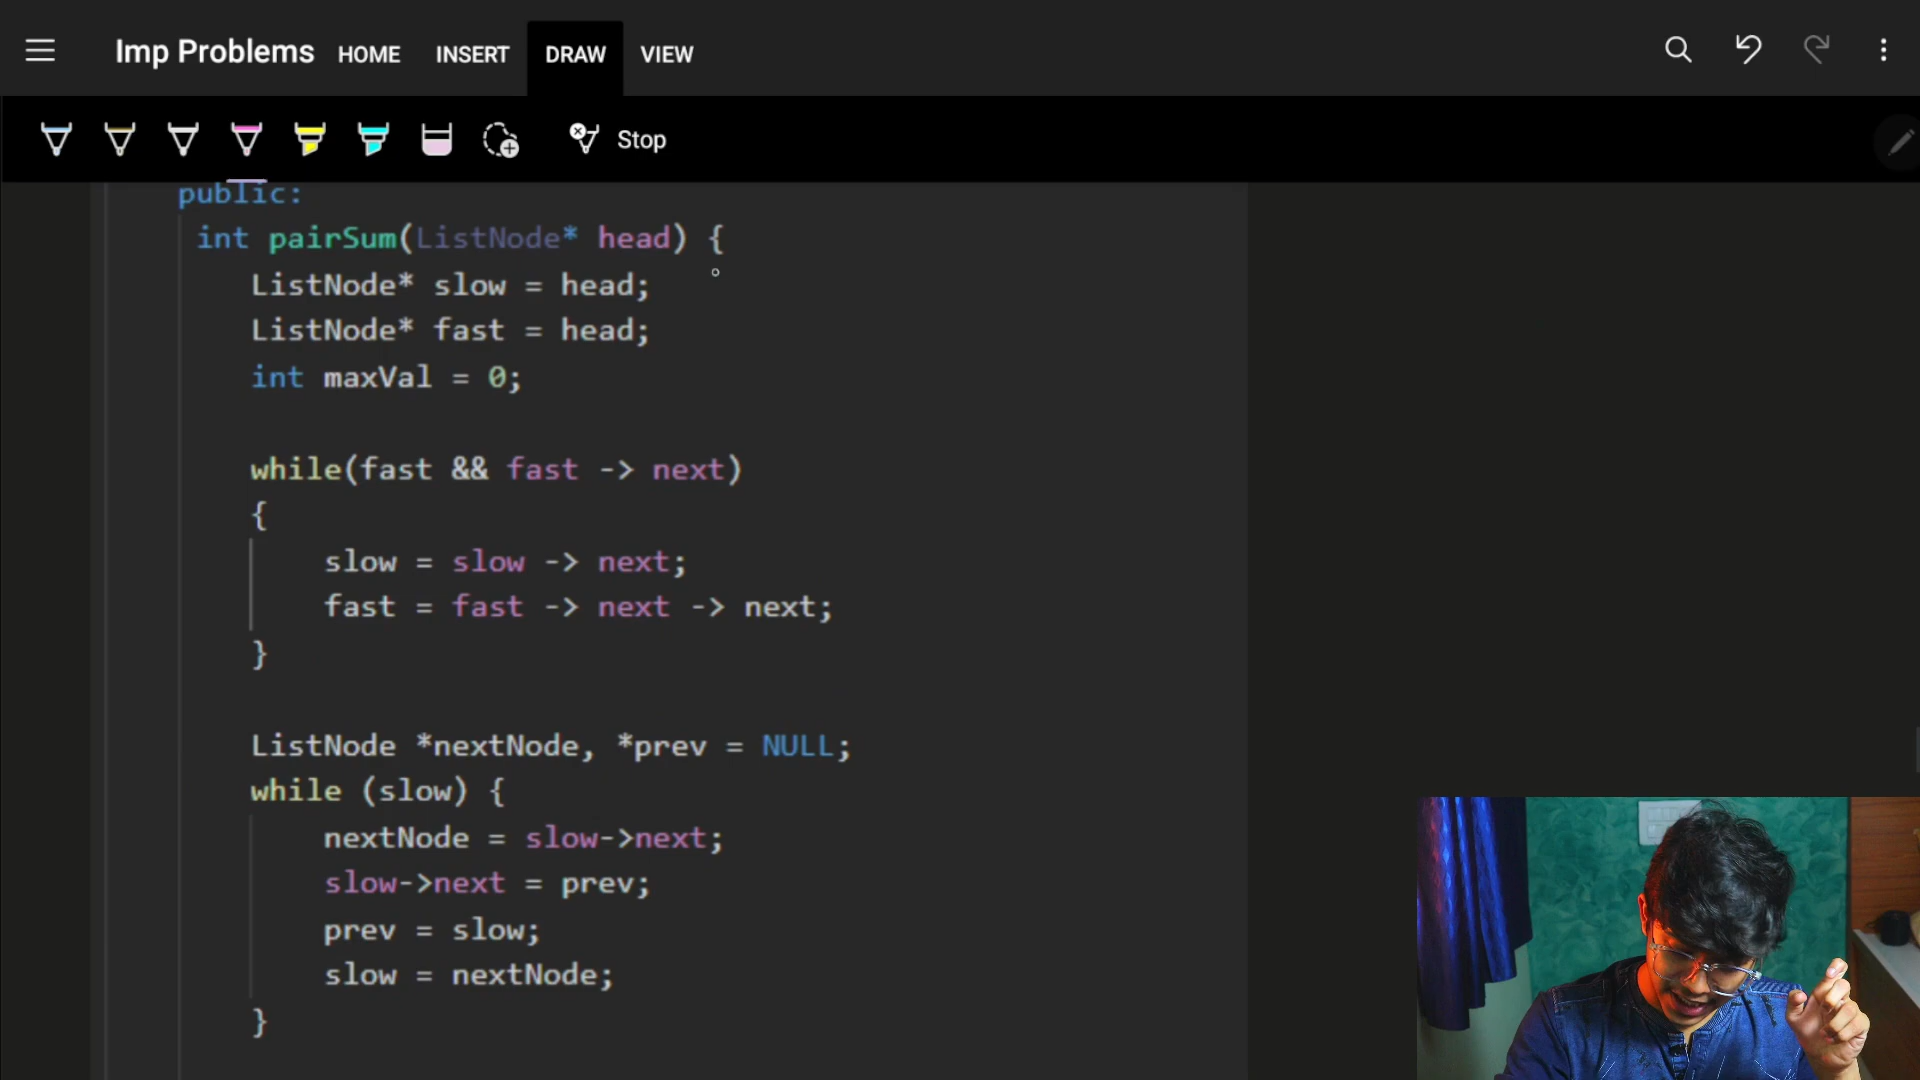 Imp Problems HOME INSERT DRAW VIEW
Stop
public:
int pairSum(ListNode* head) {
ListNode* slow = head;
ListNode* fast = head;
int maxVal = 0;
while(fast && fast -> next)
{
slow = slow -> next;
fast = fast -> next -> next;
}
ListNode *nextNode, *prev = NULL;
while (slow) {
nextNode = slow->next;
slow->next = prev;
prev = slow;
slow = nextNode;
}